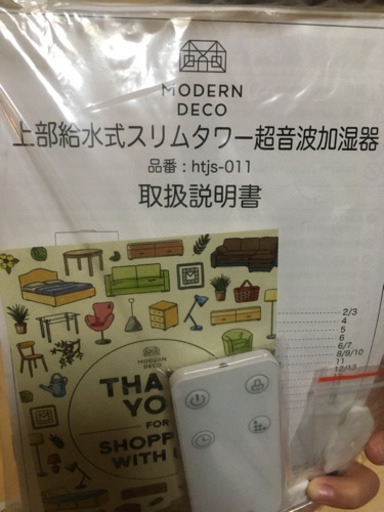 MODERN
DECO
上部給水式スリムタワー超音波加湿器
品番：htjs-011
取扱説明書
2/3
4
5
6
6/7
8/9/10
11
12/13
MODERN
DECO
THA
YO
FOR
SHOPP
WITH U